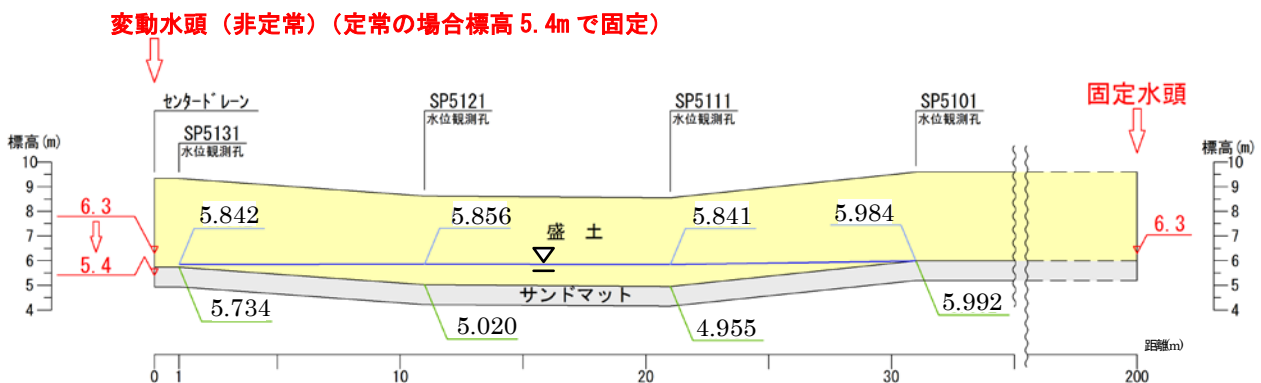 変動水頭（非定常）（定常の場合標高5.4mで固定）
センタードレーン
SP5131
水位観測孔
SP5121
水位観測孔
SP5111
水位観測孔
SP5101
水位観測孔
固定水頭
標高(m)
10
9
8
7
6
5
4
標高(m)
10
9
8
7
6
5
4
6.3
5.4
5.842
5.856
5.841
5.984
6.3
盛 土
サンドマット
5.734
5.020
4.955
5.992
距離(m)
0 1 10 20 30 200